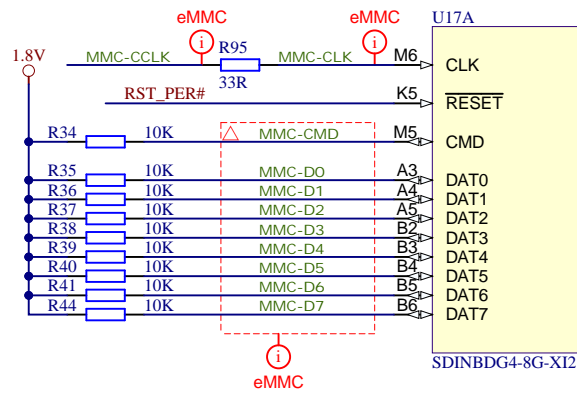 eMMC eMMC U17A
1.8V MMC-CCLK i R95 MMC-CLK i M6 CLK
33R
RST_PER# K5 RESET
R34 10K MMC-CMD M5 CMD
R35 10K MMC-D0 A3 DAT0
R36 10K MMC-D1 A4 DAT1
R37 10K MMC-D2 A5 DAT2
R38 10K MMC-D3 B2 DAT3
R39 10K MMC-D4 B3 DAT4
R40 10K MMC-D5 B4 DAT5
R41 10K MMC-D6 B5 DAT6
R44 10K MMC-D7 B6 DAT7
i
eMMC SDINBDG4-8G-XI2